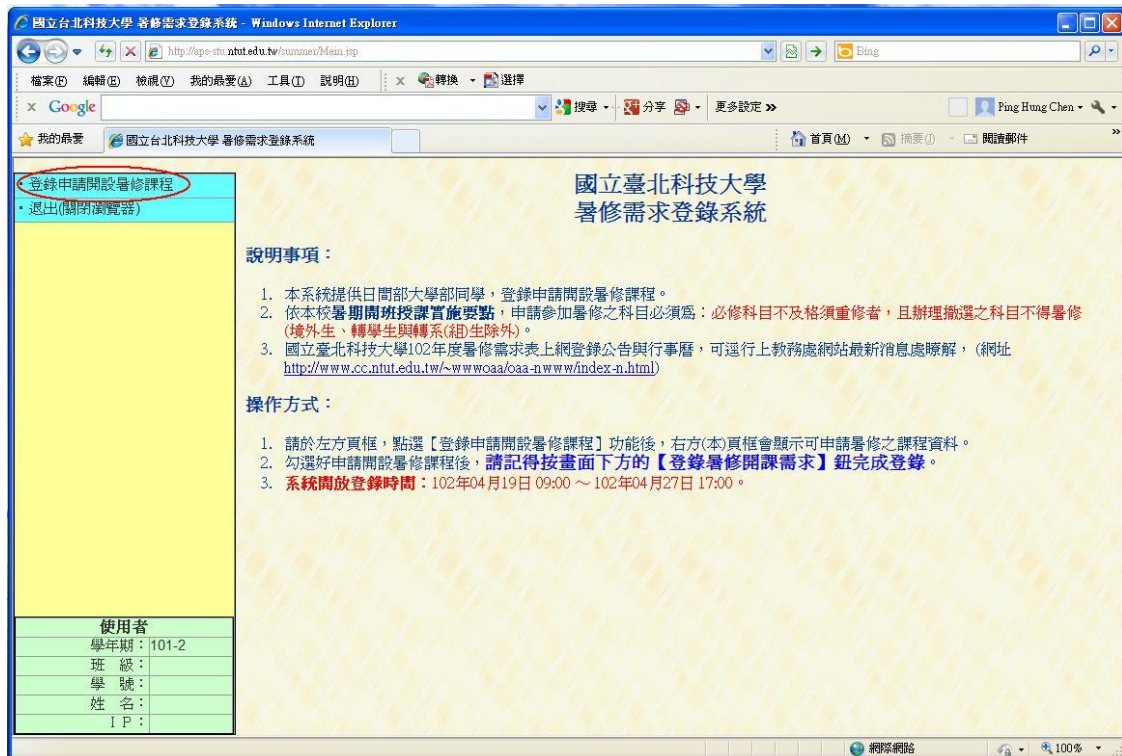 國立台北科技大學 暑修需求登錄系統 - Windows Internet Explorer
http://aps-stu.ntut.edu.tw/summer/Main.jsp
Bing
檔案(F) 編輯(E) 檢視(V) 我的最愛(A) 工具(T) 說明(H) x 轉換 選擇
x Google 搜尋 分享 更多設定 » Ping Hung Chen
我的最愛 國立台北科技大學 暑修需求登錄系統 首頁(M) 摘要(J) 閱讀郵件 »
・登錄申請開設暑修課程
・退出(關閉瀏覽器)
國立臺北科技大學
暑修需求登錄系統
說明事項：
1. 本系統提供日間部大學部同學，登錄申請開設暑修課程。
2. 依本校暑期開班授課實施要點，申請參加暑修之科目必須為：必修科目不及格須重修者，且辦理撤選之科目不得暑修
(境外生、轉學生與轉系(組)生除外)。
3. 國立臺北科技大學102年度暑修需求表上網登錄公告與行事曆，可逕行上教務處網站最新消息處瞭解， (網址
http://www.cc.ntut.edu.tw/~wwwoaa/oaa-nwww/index-n.html)
操作方式：
1. 請於左方頁框，點選【登錄申請開設暑修課程】功能後，右方(本)頁框會顯示可申請暑修之課程資料。
2. 勾選好申請開設暑修課程後，請記得按畫面下方的【登錄暑修開課需求】鈕完成登錄。
3. 系統開放登錄時間：102年04月19日 09:00 ～ 102年04月27日 17:00。
使用者
學年期：101-2
班 級：
學 號：
姓 名：
I P：
網際網路 100%